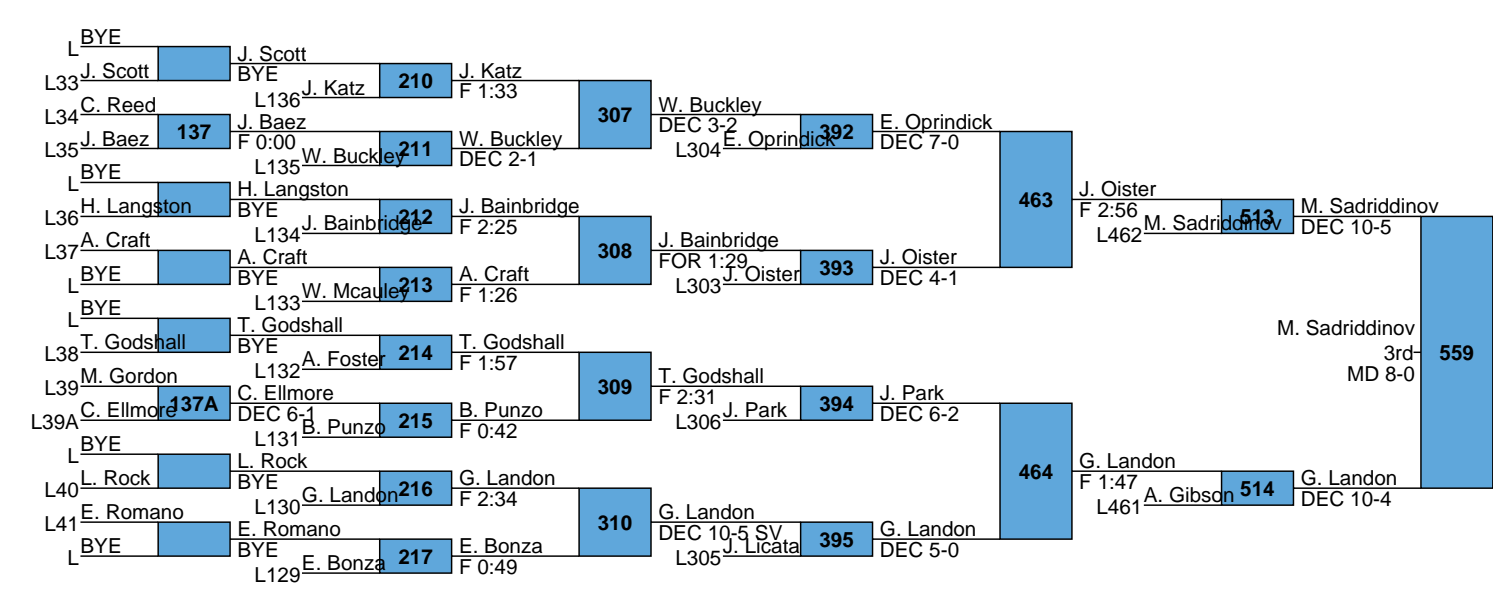 BYE
L
J. Scott
L33
J. Scott
BYE
J. Katz
L136
210
J. Katz
F 1:33
C. Reed
L34
J. Baez
L35
137
J. Baez
F 0:00
W. Buckley
L135
211
W. Buckley
DEC 2-1
307
W. Buckley
DEC 3-2
E. Oprindick
L304
392
E. Oprindick
DEC 7-0
BYE
L
H. Langston
L36
H. Langston
BYE
J. Bainbridge
L134
212
J. Bainbridge
F 2:25
A. Craft
L37
BYE
L
A. Craft
BYE
W. Mcauley
L133
213
A. Craft
F 1:26
308
J. Bainbridge
FOR 1:29
J. Oister
L303
393
J. Oister
DEC 4-1
463
J. Oister
F 2:56
M. Sadriddinov
L462
513
M. Sadriddinov
DEC 10-5
BYE
L
T. Godshall
L38
T. Godshall
BYE
A. Foster
L132
214
T. Godshall
F 1:57
M. Gordon
L39
C. Ellmore
L39A
137A
C. Ellmore
DEC 6-1
B. Punzo
L131
215
B. Punzo
F 0:42
309
T. Godshall
F 2:31
J. Park
L306
394
J. Park
DEC 6-2
BYE
L
L. Rock
L40
L. Rock
BYE
G. Landon
L130
216
G. Landon
F 2:34
E. Romano
L41
BYE
L
E. Romano
BYE
E. Bonza
L129
217
E. Bonza
F 0:49
310
G. Landon
DEC 10-5 SV
J. Licata
L305
395
G. Landon
DEC 5-0
464
G. Landon
F 1:47
A. Gibson
L461
514
G. Landon
DEC 10-4
M. Sadriddinov
3rd
MD 8-0
559